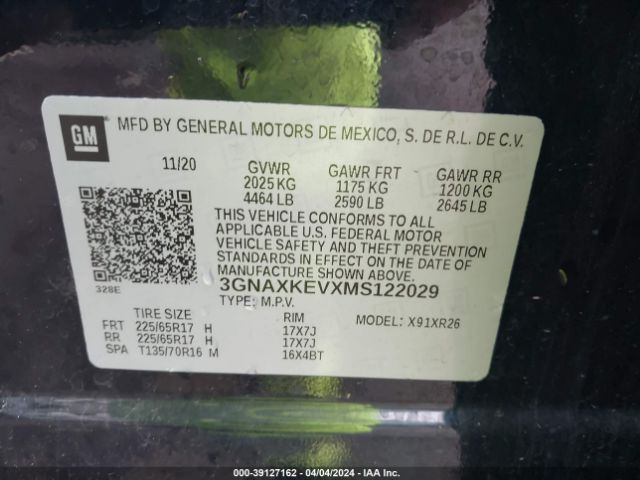 GM
MFD BY GENERAL MOTORS DE MEXICO, S. DE R.L. DE C.V.
11/20 GVWR GAWR FRT GAWR RR
2025 KG 1175 KG 1200 KG
4464 LB 2590 LB 2645 LB
THIS VEHICLE CONFORMS TO ALL
APPLICABLE U.S. FEDERAL MOTOR
VEHICLE SAFETY AND THEFT PREVENTION
STANDARDS IN EFFECT ON THE DATE OF
MANUFACTURE SHOWN ABOVE.
328E
3GNAXKEVXMS122029
TYPE: M.P.V.
TIRE SIZE RIM MODEL: X91XR26
FRT 225/65R17 H 17X7J
RR 225/65R17 H 17X7J
SPA T135/70R16 M 16X4BT
000-39127162 - 04/04/2024 - IAA Inc.